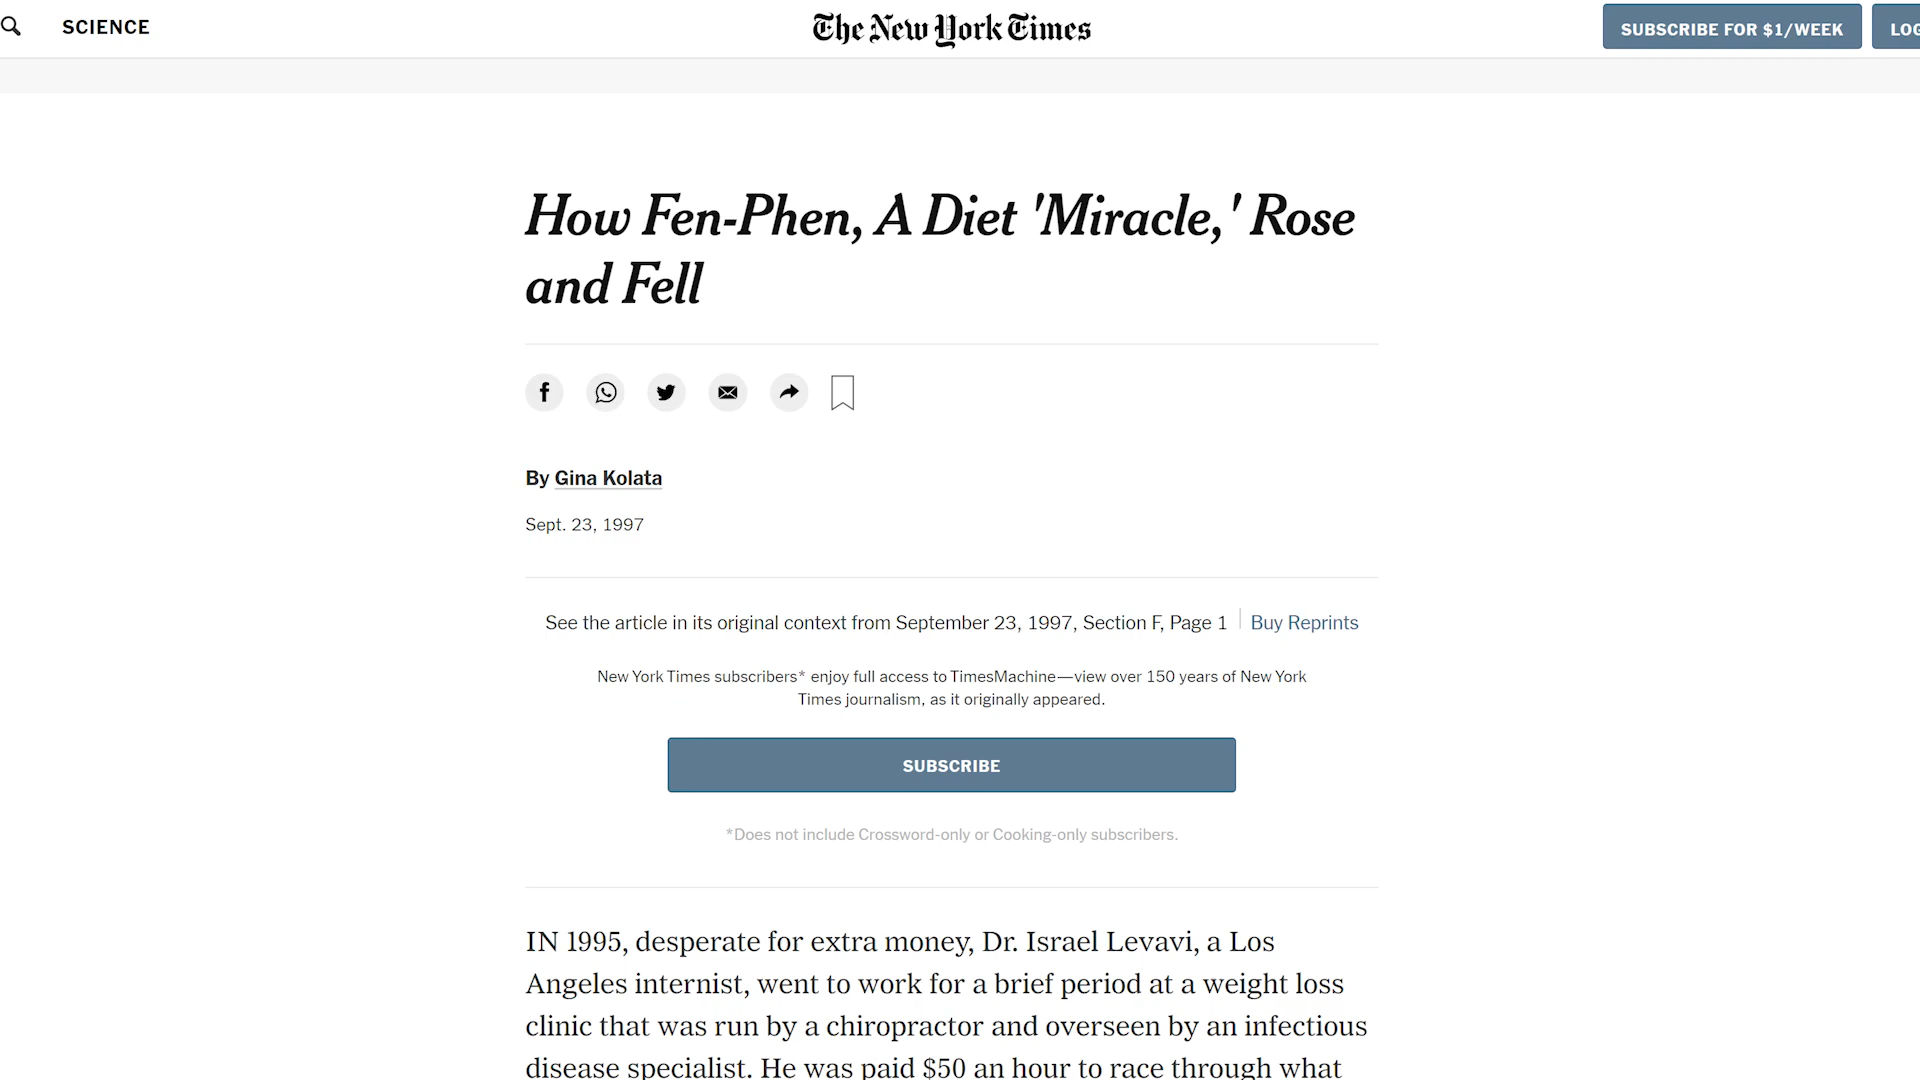 SCIENCE
The New York Times
SUBSCRIBE FOR $1/WEEK
How Fen-Phen, A Diet 'Miracle,' Rose
and Fell
By Gina Kolata
Sept. 23, 1997
See the article in its original context from September 23, 1997, Section F, Page 1 Buy Reprints
New York Times subscribers* enjoy full access to TimesMachine—view over 150 years of New York
Times journalism, as it originally appeared.
SUBSCRIBE
*Does not include Crossword-only or Cooking-only subscribers.
IN 1995, desperate for extra money, Dr. Israel Levavi, a Los
Angeles internist, went to work for a brief period at a weight loss
clinic that was run by a chiropractor and overseen by an infectious
disease specialist. He was paid $50 an hour to race through what